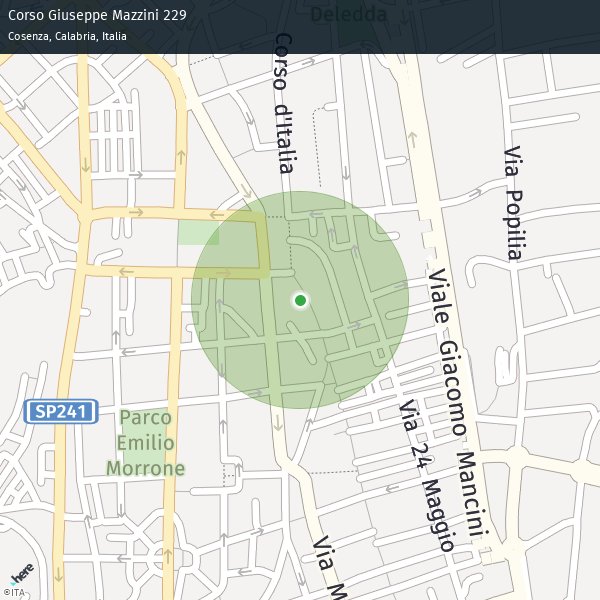 Corso Giuseppe Mazzini 229
Cosenza, Calabria, Italia
Deledda
Corso d'Italia
Via Popilia
Viale Giacomo Mancini
SP241
Parco
Emilio
Morrone
Via 24 Maggio
Via M
here
©ITA